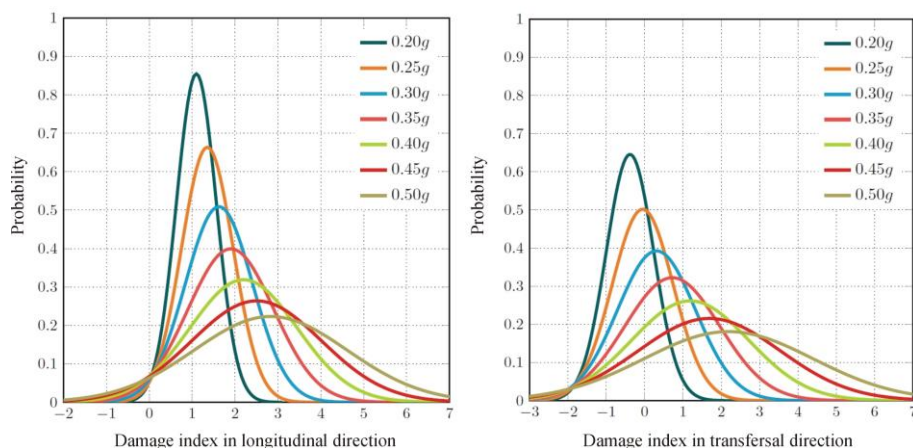 1
0.9
0.8
0.7
0.6
0.5
0.4
0.3
0.2
0.1
0
Probability
−2 −1 0 1 2 3 4 5 6 7
Damage index in longitudinal direction
0.20g
0.25g
0.30g
0.35g
0.40g
0.45g
0.50g
1
0.9
0.8
0.7
0.6
0.5
0.4
0.3
0.2
0.1
0
Probability
−3 −2 −1 0 1 2 3 4 5 6 7
Damage index in transfersal direction
0.20g
0.25g
0.30g
0.35g
0.40g
0.45g
0.50g